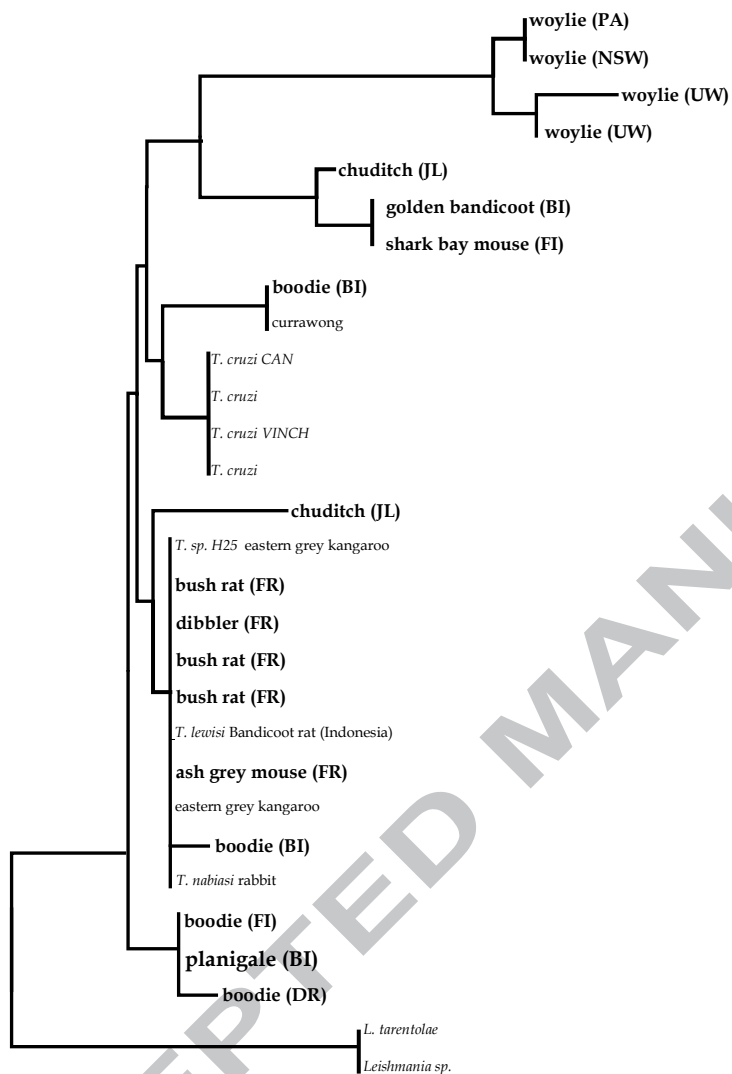 woylie (PA)
woylie (NSW)
woylie (UW)
woylie (UW)
chuditch (JL)
golden bandicoot (BI)
shark bay mouse (FI)
boodie (BI)
currawong
T. cruzi CAN
T. cruzi
T. cruzi VINCH
T. cruzi
chuditch (JL)
T. sp. H25 eastern grey kangaroo
bush rat (FR)
dibbler (FR)
bush rat (FR)
bush rat (FR)
T. lewisi Bandicoot rat (Indonesia)
ash grey mouse (FR)
eastern grey kangaroo
boodie (BI)
T. nabiasi rabbit
boodie (FI)
planigale (BI)
boodie (DR)
L. tarentolae
Leishmania sp.
PTED MAN